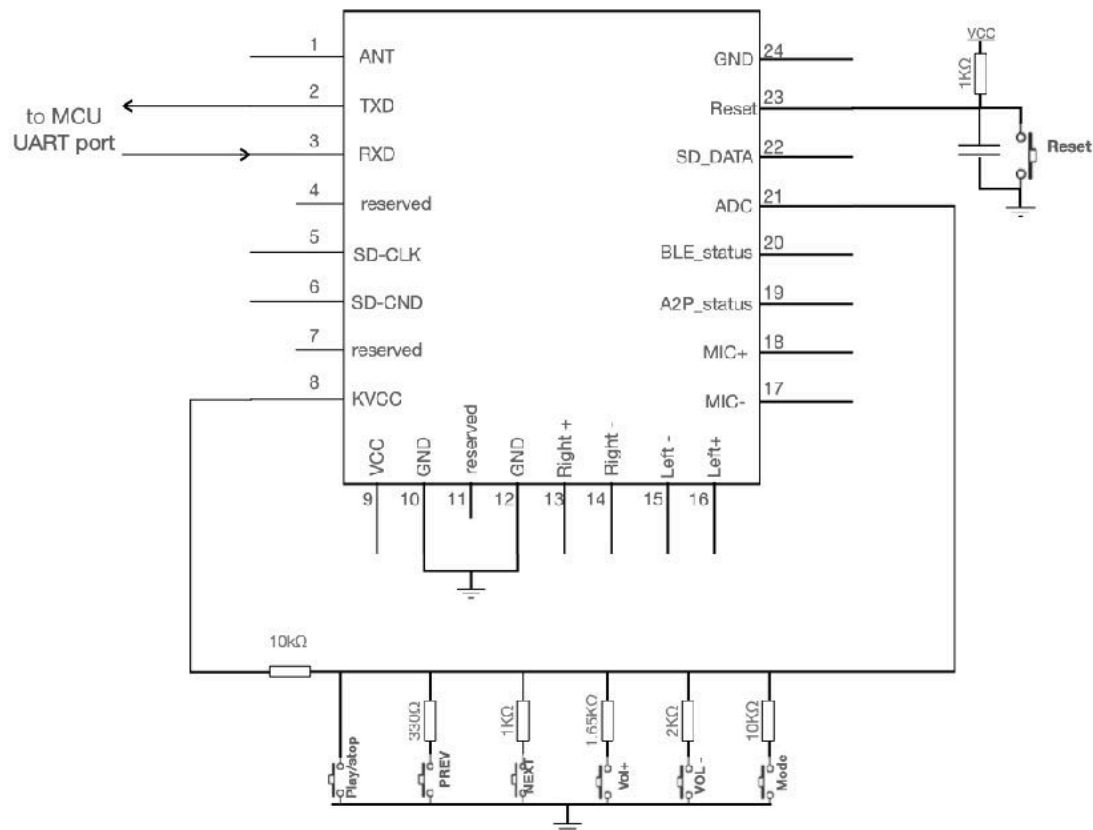 to MCU
UART port
1
ANT
2
TXD
3
RXD
4
reserved
5
SD-CLK
6
SD-CND
7
reserved
8
KVCC
24
GND
23
Reset
22
SD_DATA
21
ADC
20
BLE_status
19
A2P_status
18
MIC+
17
MIC-
VCC
1KΩ
Reset
VCC
GND
reserved
GND
Right +
Right -
Left -
Left+
9
10
11
12
13
14
15
16
10kΩ
330Ω
1KΩ
1.65KΩ
2KΩ
10KΩ
Play/stop
PREV
NEXT
Vol+
VOL -
Mode